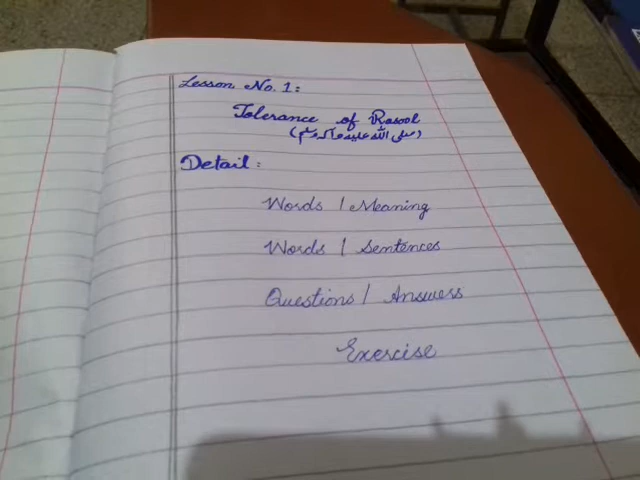 Lesson No. 1:
Tolerance of Rasool
(صلی اللہ علیہ وآلہ وسلم)
Detail:
Words / Meaning
Words / Sentences
Questions / Answers
Exercise